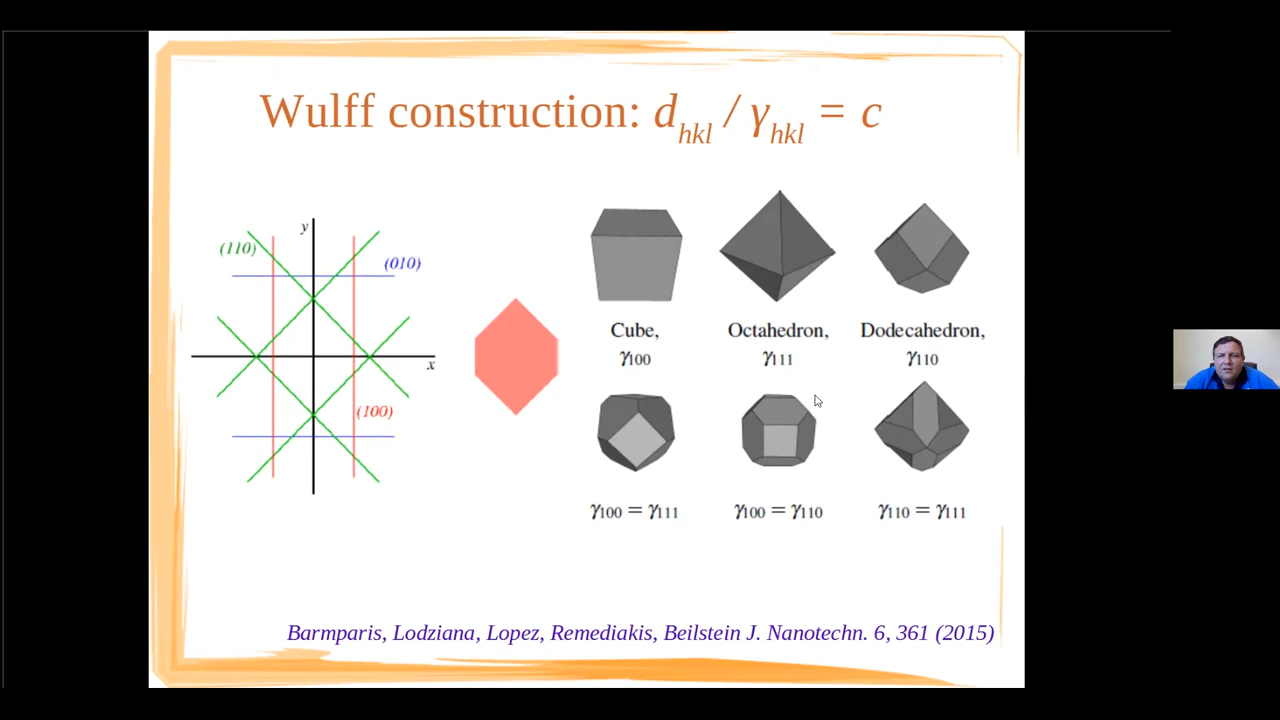 Wulff construction: d_hkl / γ_hkl = c
y
(110)
(010)
x
(100)
Cube,
γ100
Octahedron,
γ111
Dodecahedron,
γ110
γ100 = γ111
γ100 = γ110
γ110 = γ111
Barmparis, Lodziana, Lopez, Remediakis, Beilstein J. Nanotechn. 6, 361 (2015)